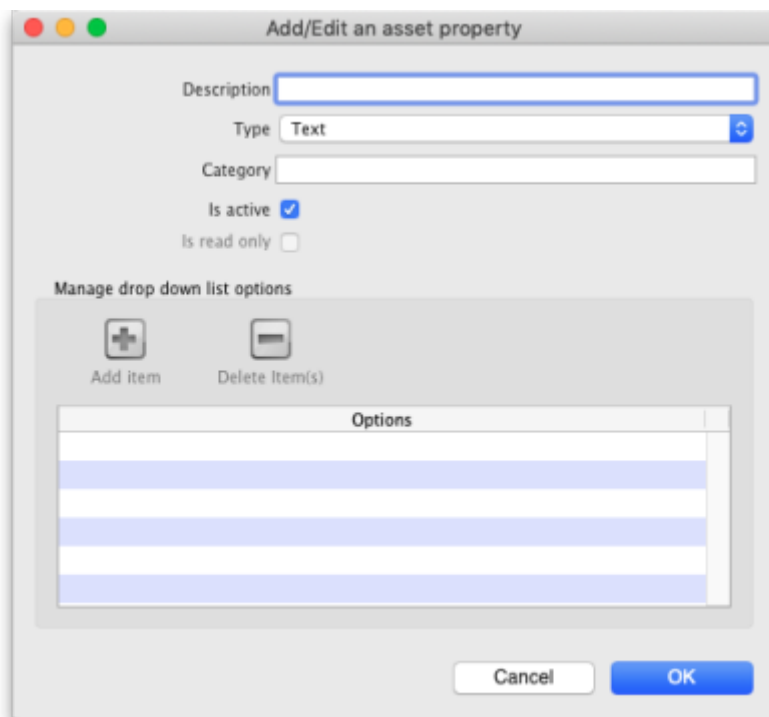 Add/Edit an asset property
Description
Type Text
Category
Is active
Is read only
Manage drop down list options
Add item Delete Item(s)
Options
Cancel OK